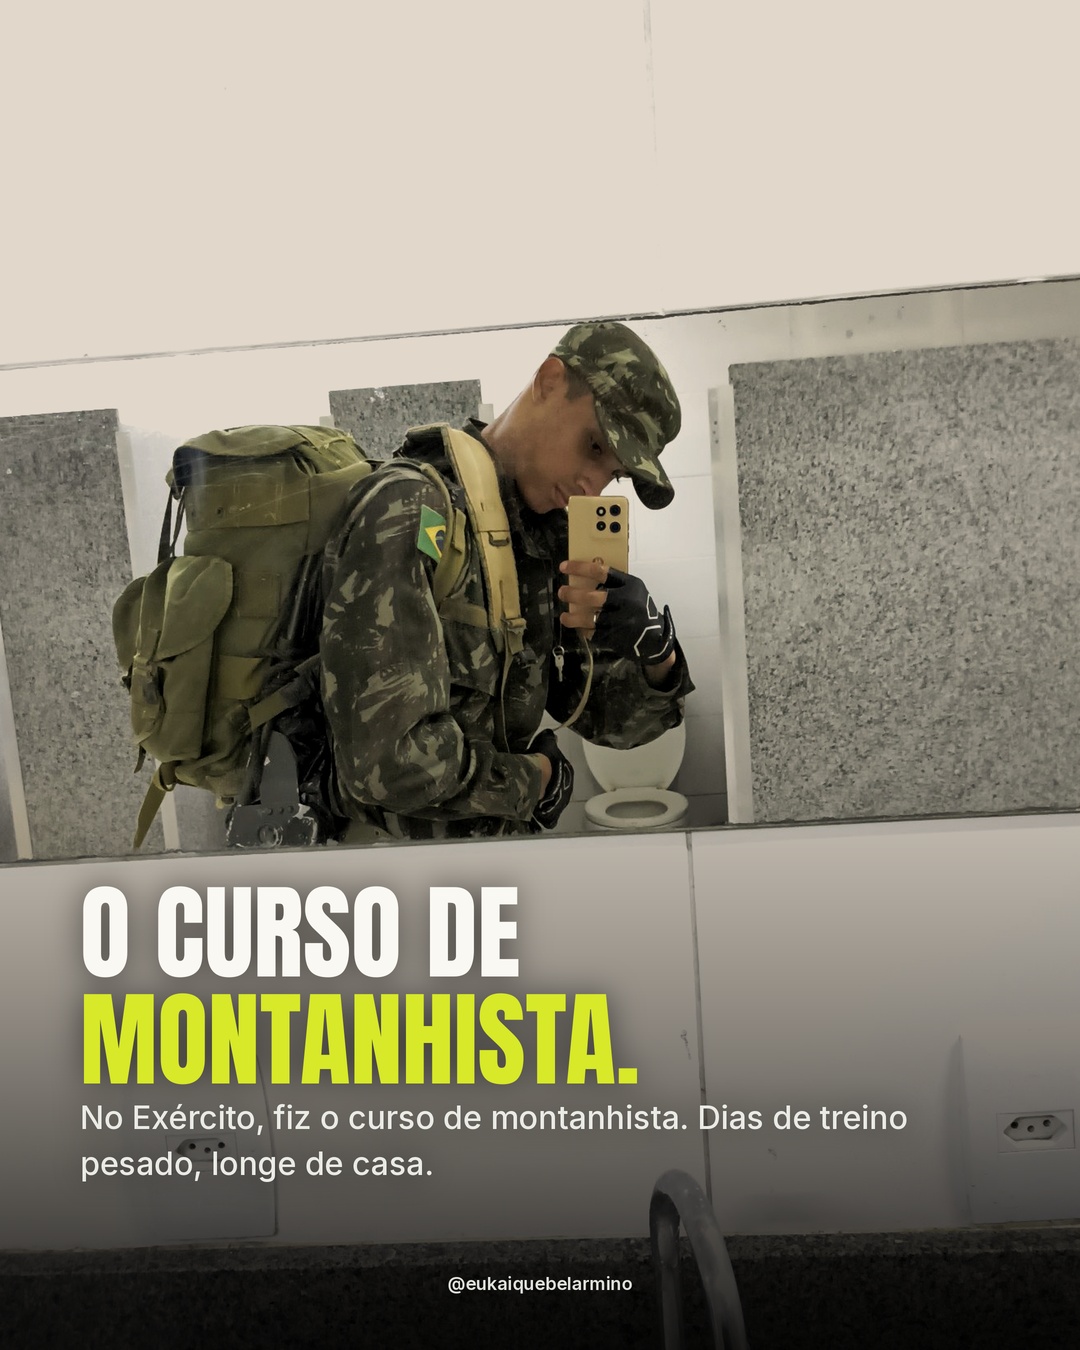 O CURSO DE
MONTANHISTA.
No Exército, fiz o curso de montanhista. Dias de treino
pesado, longe de casa.
@eukaiquebelarmino